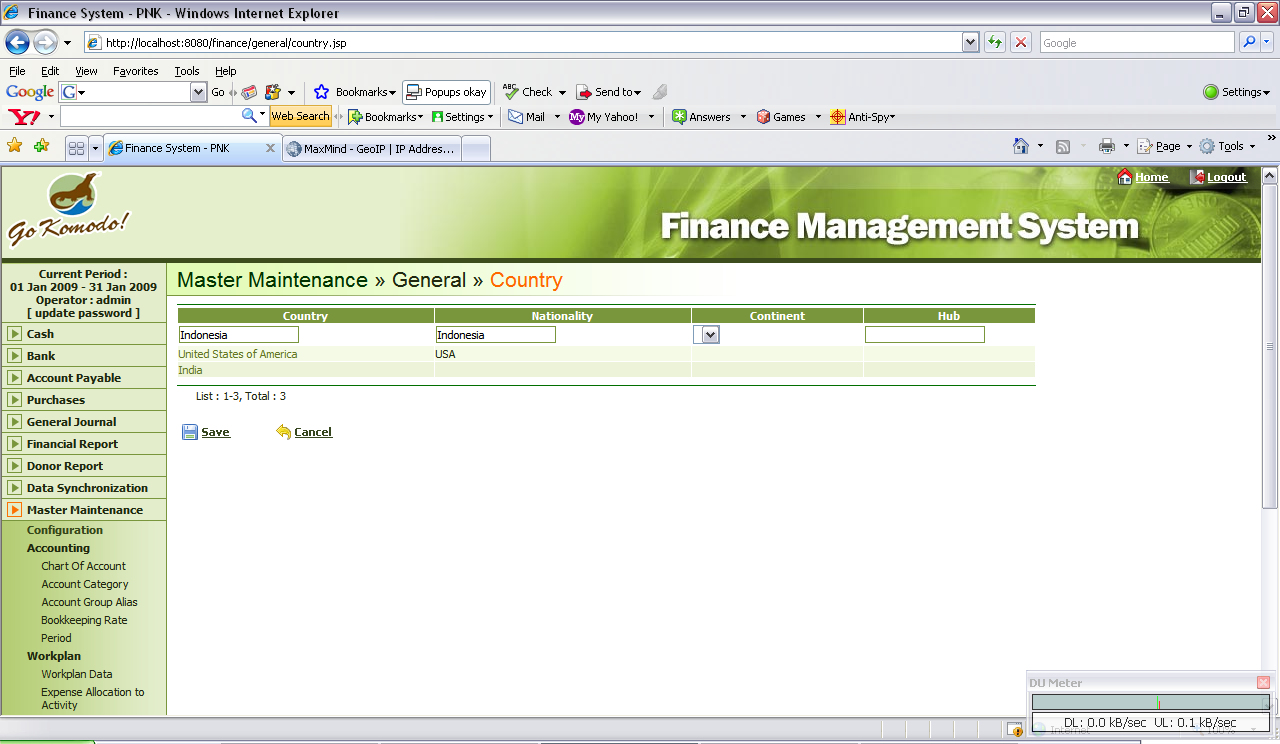 Finance System - PNK - Windows Internet Explorer
http://localhost:8080/finance/general/country.jsp
Google
File Edit View Favorites Tools Help
Google G Go Bookmarks Popups okay ABC Check Send to Settings
Y! Web Search Bookmarks Settings Mail My My Yahoo! Answers Games Anti-Spy
Finance System - PNK
MaxMind - GeoIP | IP Addres...
Page Tools
Go Komodo!
Home Logout
Finance Management System
Current Period :
01 Jan 2009 - 31 Jan 2009
Operator : admin
[ update password ]
Cash
Bank
Account Payable
Purchases
General Journal
Financial Report
Donor Report
Data Synchronization
Master Maintenance
Configuration
Accounting
Chart Of Account
Account Category
Account Group Alias
Bookkeeping Rate
Period
Workplan
Workplan Data
Expense Allocation to
Activity
Master Maintenance » General » Country
Country Nationality Continent Hub
Indonesia Indonesia
United States of America USA
India
List : 1-3, Total : 3
Save Cancel
DU Meter
DL: 0.0 kB/sec UL: 0.1 kB/sec
Internet
100%